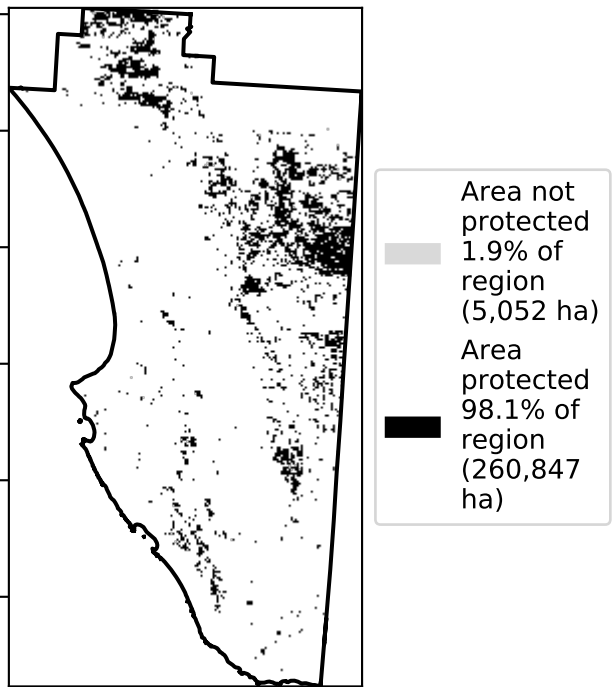 Area not
protected
1.9% of
region
(5,052 ha)
Area
protected
98.1% of
region
(260,847
ha)